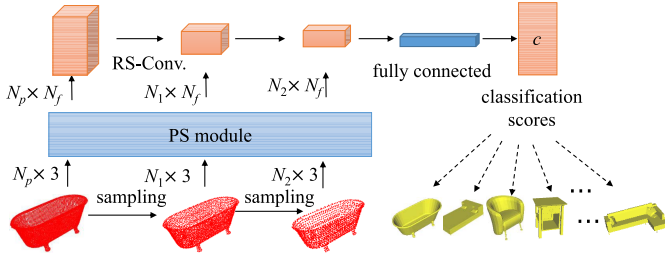 RS-Conv.
c
fully connected
N_p × N_f
N_1 × N_f
N_2 × N_f
classification
scores
PS module
N_p × 3
N_1 × 3
N_2 × 3
sampling
sampling
...
...